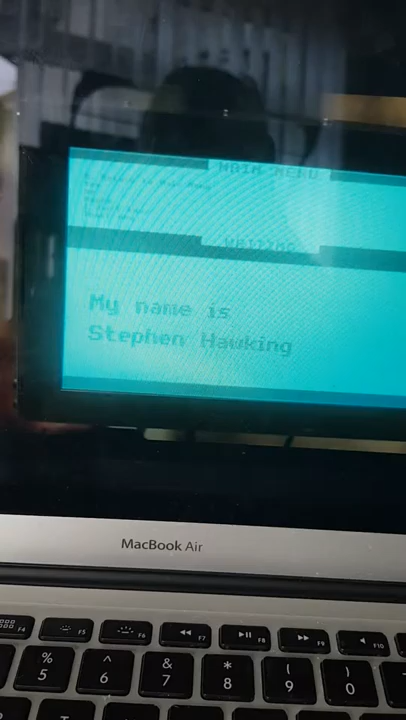 MAIN MENU
WAITING
My name is
Stephen Hawking
MacBook Air
F4 F5 F6 F7 F8 F9 F10
% ^ & * ( )
5 6 7 8 9 0